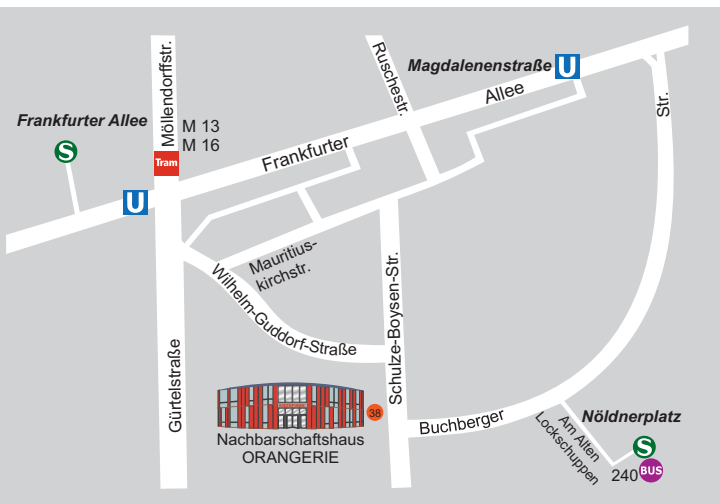 Möllendorffstr.
Ruschestr.
Magdalenenstraße
U
Allee
Str.
Frankfurter Allee
S
M 13
M 16
Tram
Frankfurter
U
Mauritius-
kirchstr.
Wilhelm-Guddorf-Straße
Schulze-Boysen-Str.
Gürtelstraße
38
Nachbarschaftshaus
ORANGERIE
Buchberger
Nöldnerplatz
Am Alten
Lockschuppen
S
240
BUS